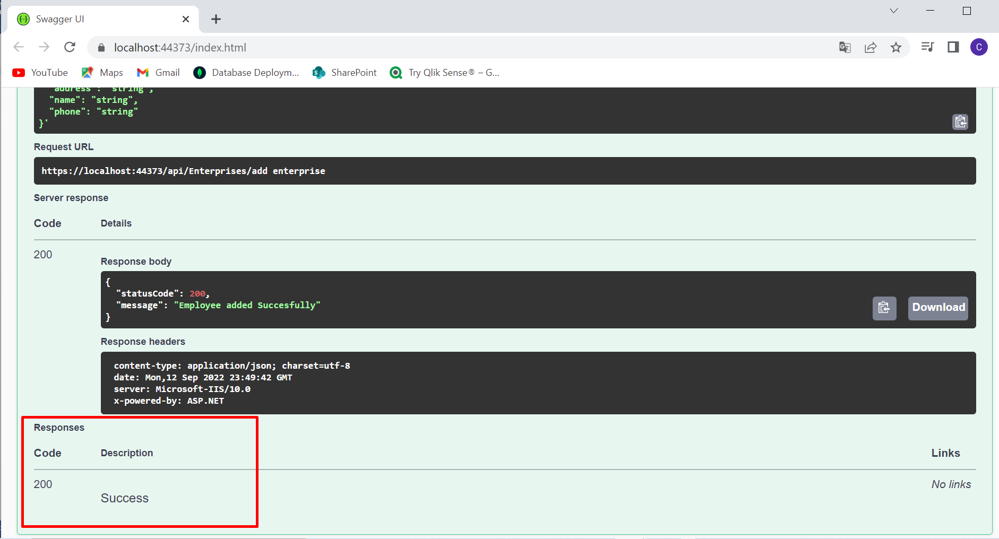 Swagger UI
localhost:44373/index.html
YouTube
Maps
Gmail
Database Deploym...
SharePoint
Try Qlik Sense® – G...
C
"address": "string",
"name": "string",
"phone": "string"
}'
Request URL
https://localhost:44373/api/Enterprises/add enterprise
Server response
Code Details
200
Response body
{
"statusCode": 200,
"message": "Employee added Succesfully"
}
Download
Response headers
content-type: application/json; charset=utf-8
date: Mon,12 Sep 2022 23:49:42 GMT
server: Microsoft-IIS/10.0
x-powered-by: ASP.NET
Responses
Code Description Links
200 No links
Success